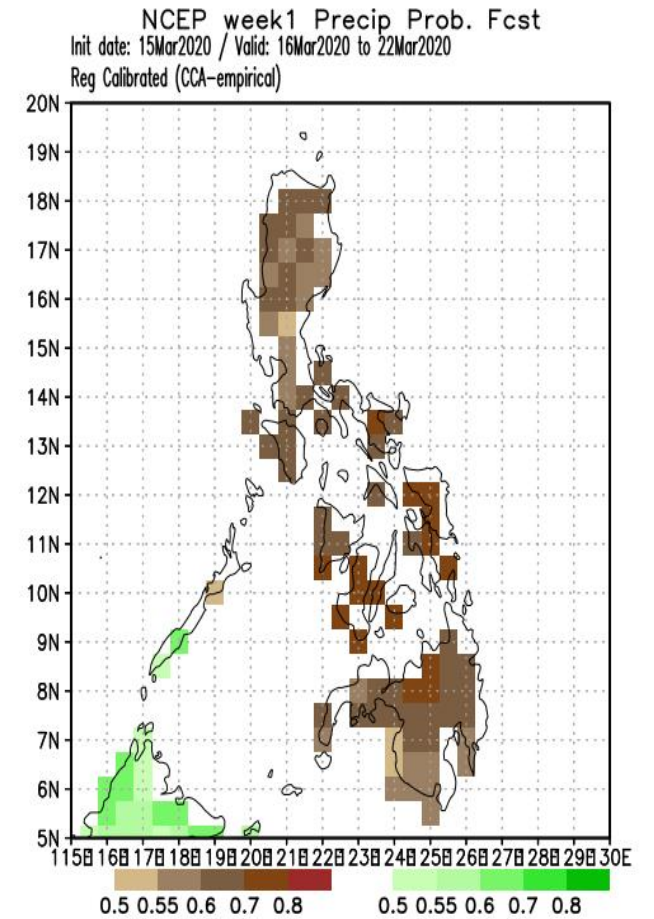 NCEP week1 Precip Prob. Fcst
Init date: 15Mar2020 / Valid: 16Mar2020 to 22Mar2020
Reg Calibrated (CCA-empirical)
20N
19N
18N
17N
16N
15N
14N
13N
12N
11N
10N
9N
8N
7N
6N
5N
115E 116E 117E 118E 119E 120E 121E 122E 123E 124E 125E 126E 127E 128E 129E 130E
0.5 0.55 0.6 0.7 0.8 0.5 0.55 0.6 0.7 0.8